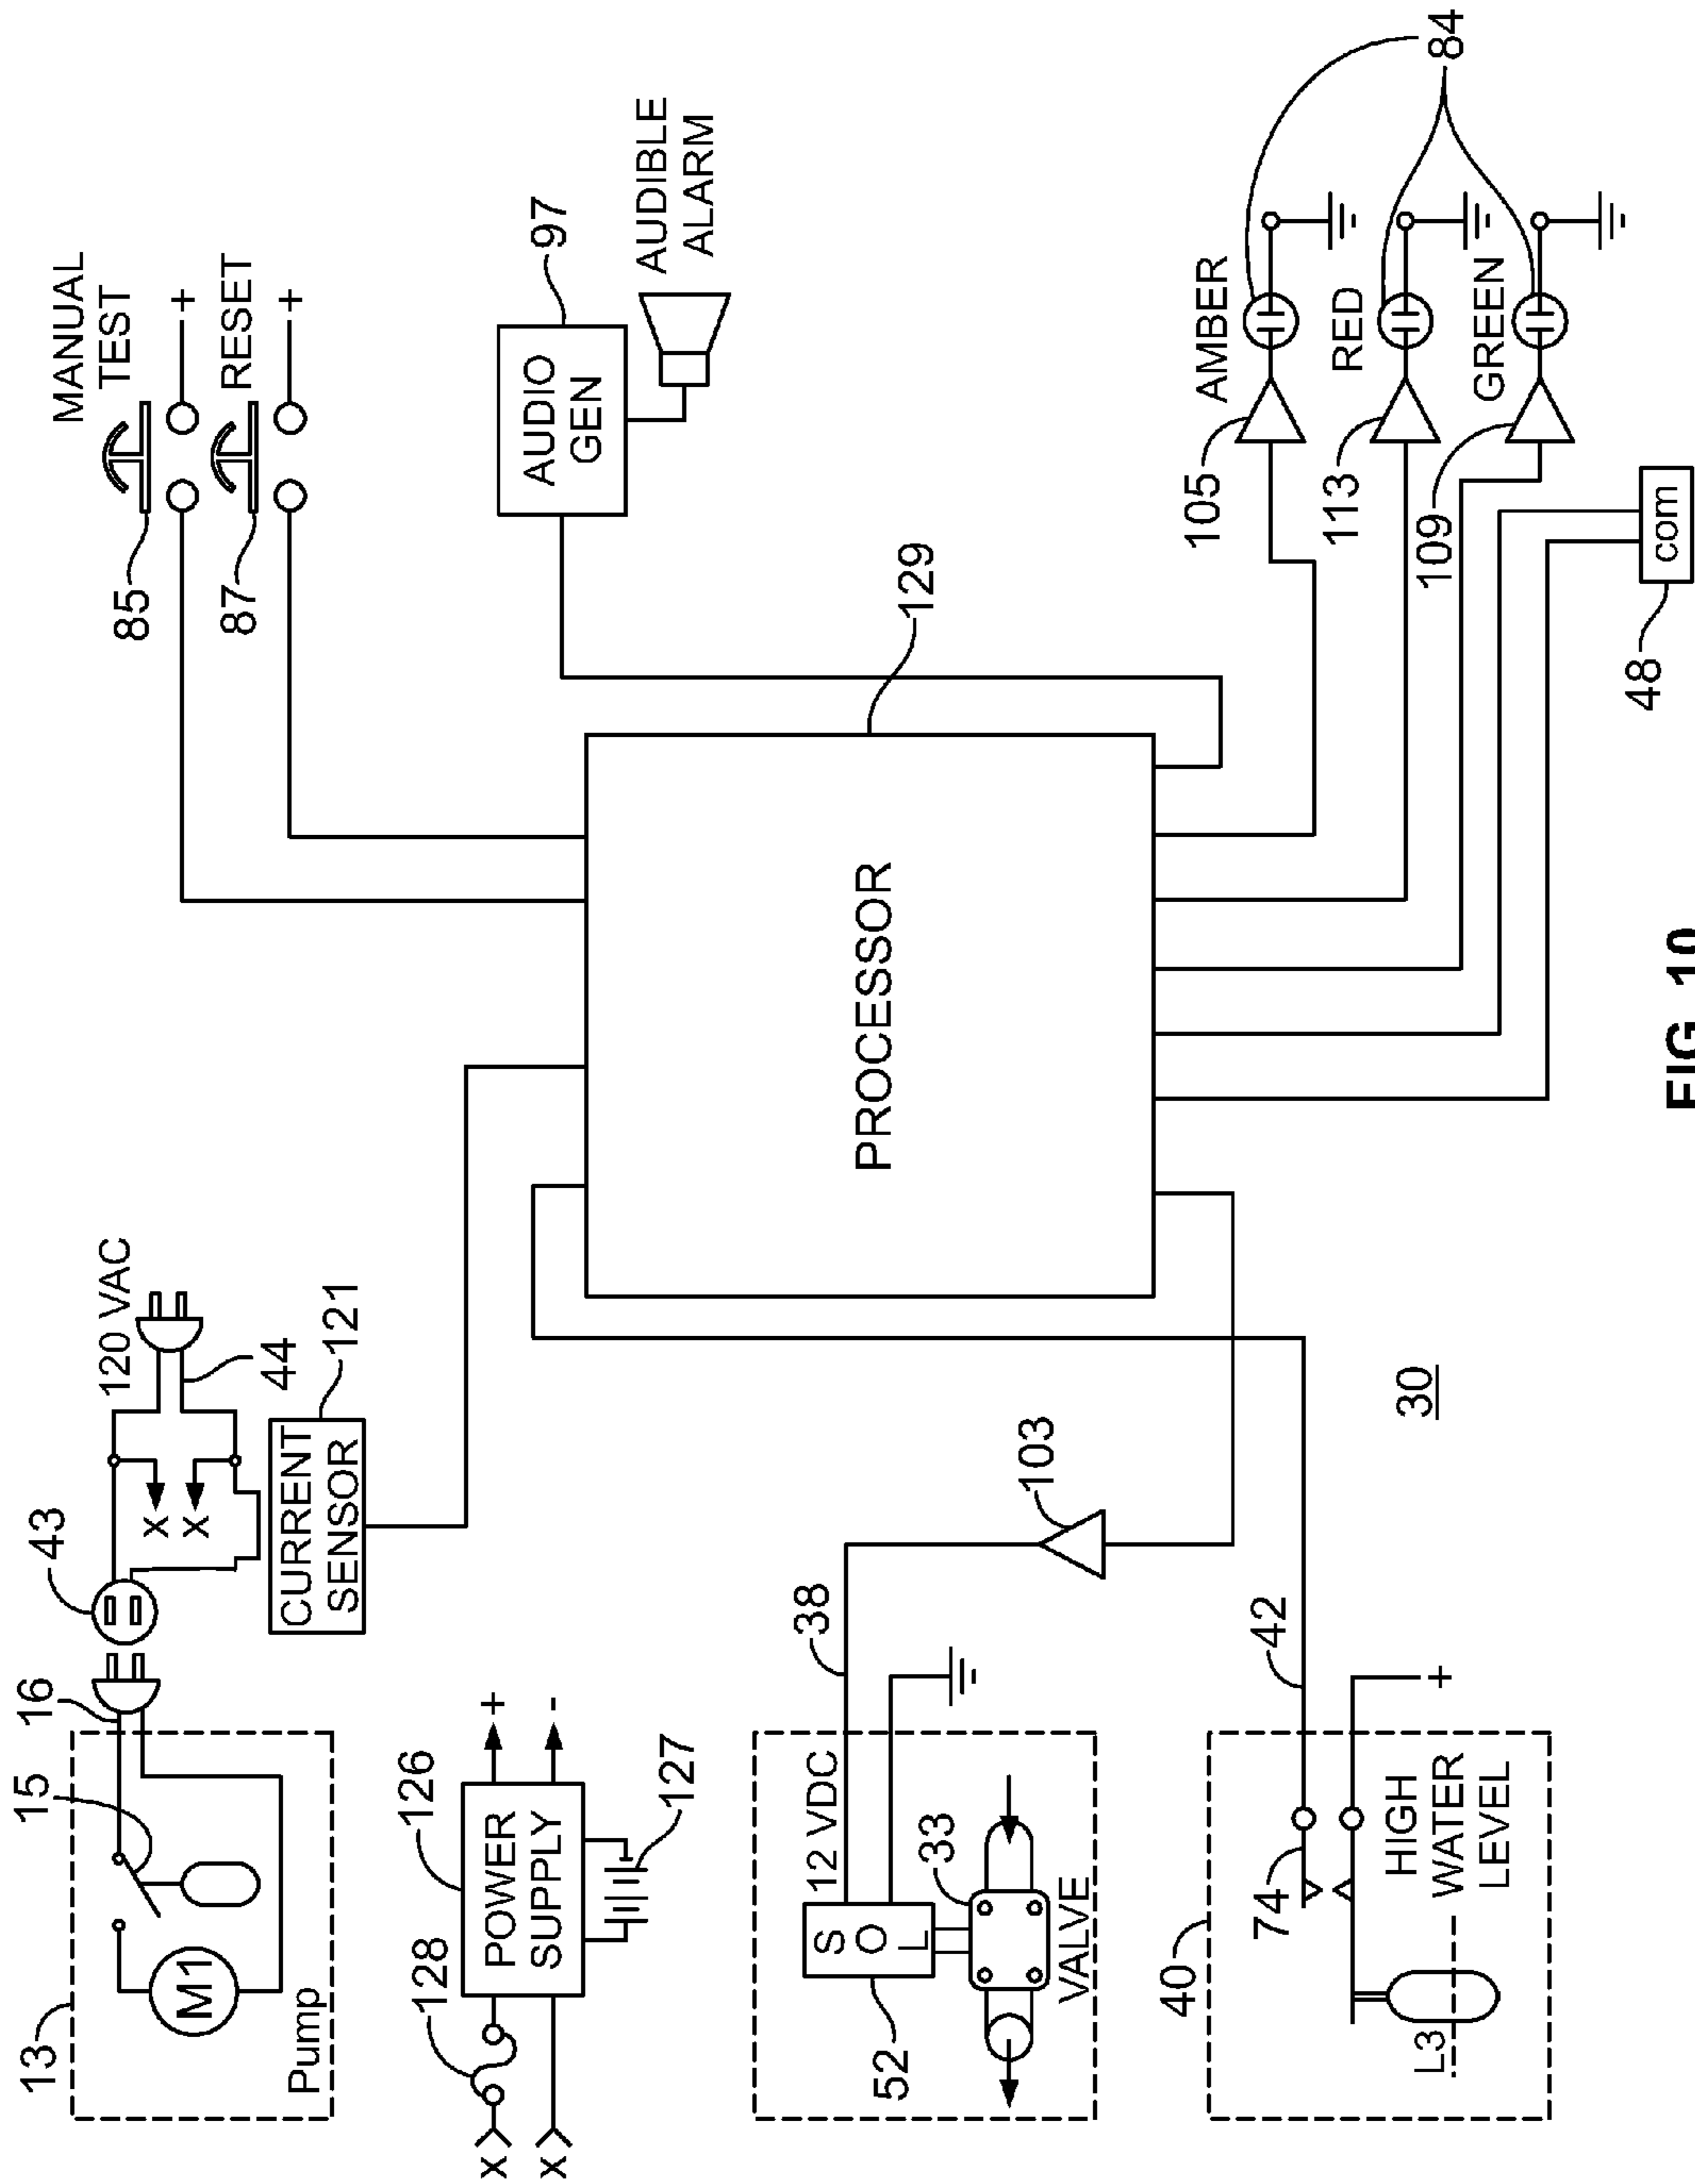 13
15
16
43
120 VAC
44
M1
Pump
X
X
CURRENT
SENSOR
121
MANUAL
TEST
+
85
RESET
+
87
128
126
+
-
X
X
POWER
SUPPLY
127
AUDIO
GEN
97
AUDIBLE
ALARM
PROCESSOR
129
38
103
12 VDC
S
O
L
52
33
VALVE
40
74
42
+
HIGH
WATER
LEVEL
L3
30
105
AMBER
113
RED
109
GREEN
84
com
48
FIG. 10